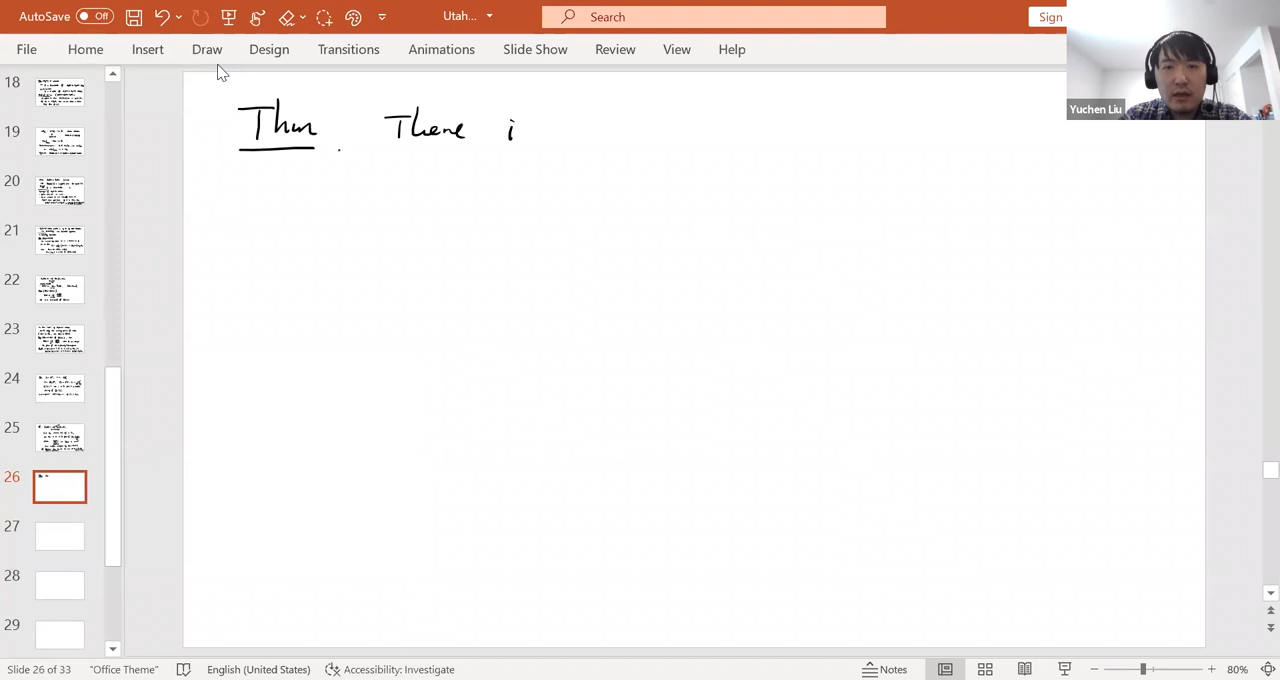 AutoSave Off Utah... Search Sign
File Home Insert Draw Design Transitions Animations Slide Show Review View Help
Yuchen Liu
18
19
20
21
22
23
24
25
26
27
28
29
Thm. There i
Slide 26 of 33 "Office Theme" English (United States) Accessibility: Investigate Notes 80%